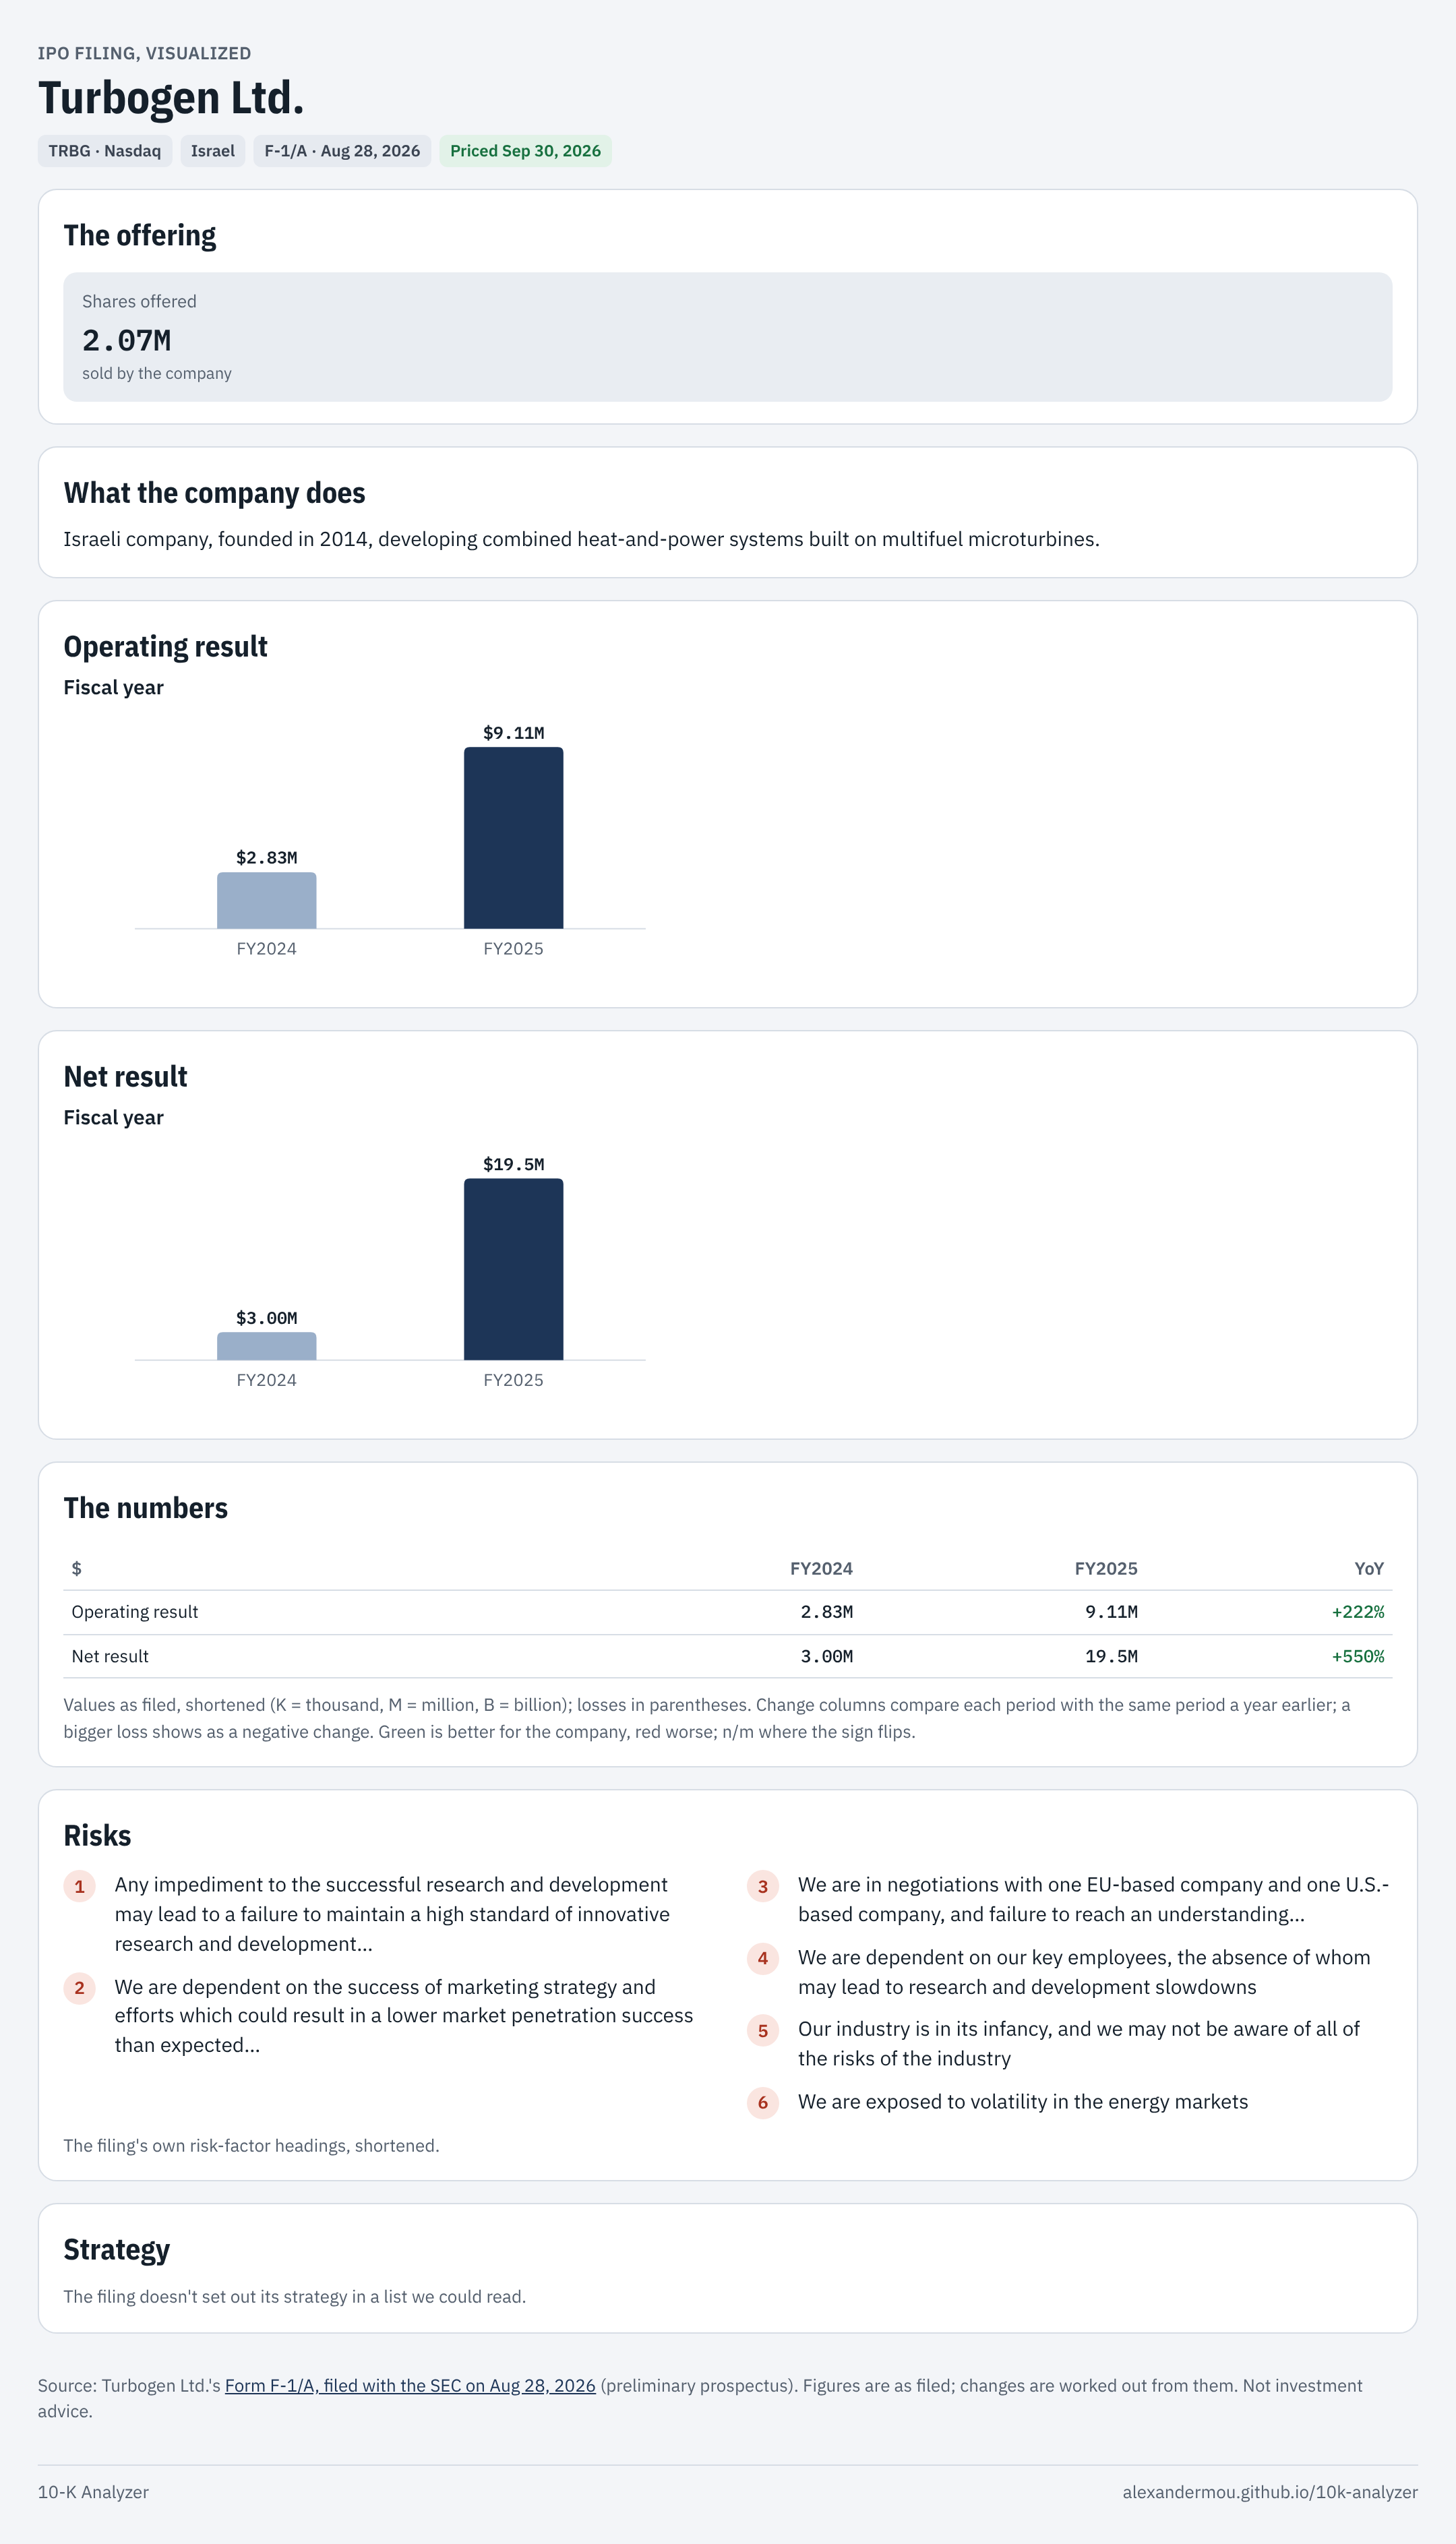 IPO FILING, VISUALIZED
Turbogen Ltd.
TRBG · Nasdaq
Israel
F-1/A · Aug 28, 2026
Priced Sep 30, 2026
The offering
Shares offered
2.07M
sold by the company
What the company does
Israeli company, founded in 2014, developing combined heat-and-power systems built on multifuel microturbines.
Operating result
Fiscal year
$9.11M
$2.83M
FY2024 FY2025
Net result
Fiscal year
$19.5M
$3.00M
FY2024 FY2025
The numbers
$ FY2024 FY2025 YoY
Operating result 2.83M 9.11M +222%
Net result 3.00M 19.5M +550%
Values as filed, shortened (K = thousand, M = million, B = billion); losses in parentheses. Change columns compare each period with the same period a year earlier; a
bigger loss shows as a negative change. Green is better for the company, red worse; n/m where the sign flips.
Risks
1 Any impediment to the successful research and development
may lead to a failure to maintain a high standard of innovative
research and development...
2 We are dependent on the success of marketing strategy and
efforts which could result in a lower market penetration success
than expected...
3 We are in negotiations with one EU-based company and one U.S.-
based company, and failure to reach an understanding...
4 We are dependent on our key employees, the absence of whom
may lead to research and development slowdowns
5 Our industry is in its infancy, and we may not be aware of all of
the risks of the industry
6 We are exposed to volatility in the energy markets
The filing's own risk-factor headings, shortened.
Strategy
The filing doesn't set out its strategy in a list we could read.
Source: Turbogen Ltd.'s Form F-1/A, filed with the SEC on Aug 28, 2026 (preliminary prospectus). Figures are as filed; changes are worked out from them. Not investment
advice.
10-K Analyzer
alexandermou.github.io/10k-analyzer